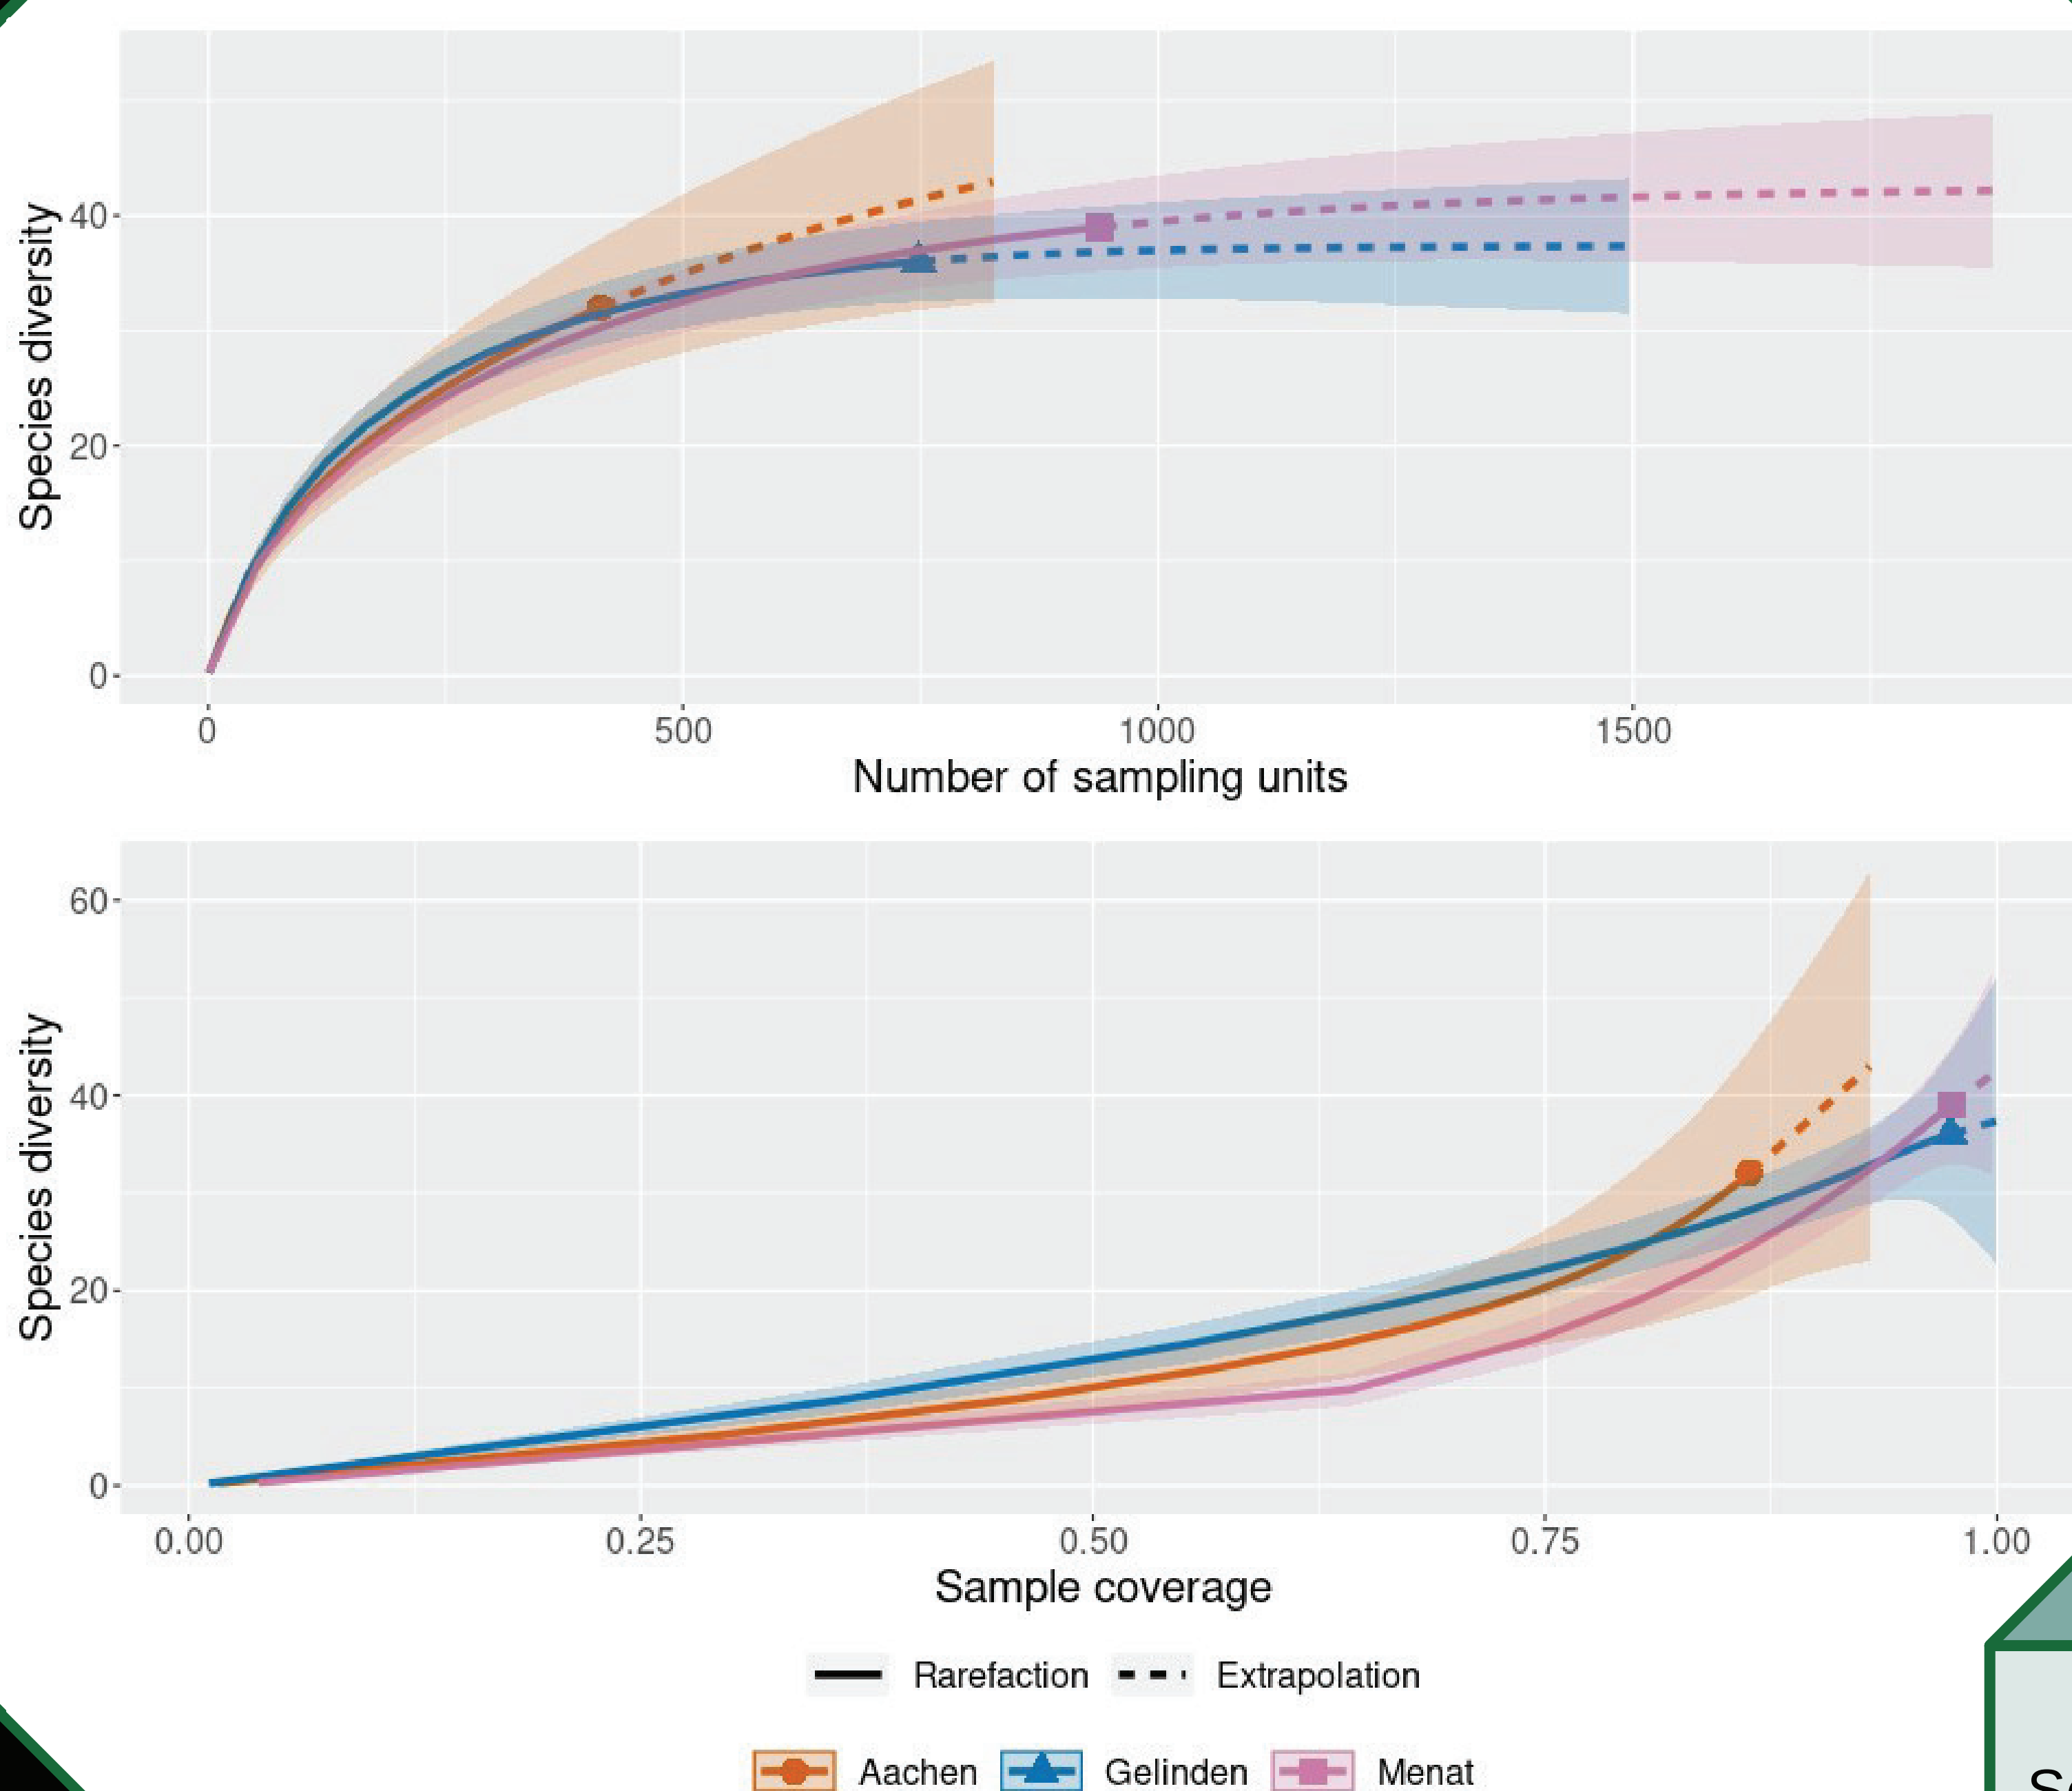 Species diversity
40
20
0
0 500 1000 1500
Number of sampling units
Species diversity
60
40
20
0
0.00 0.25 0.50 0.75 1.00
Sample coverage
Rarefaction Extrapolation
Aachen Gelinden Menat